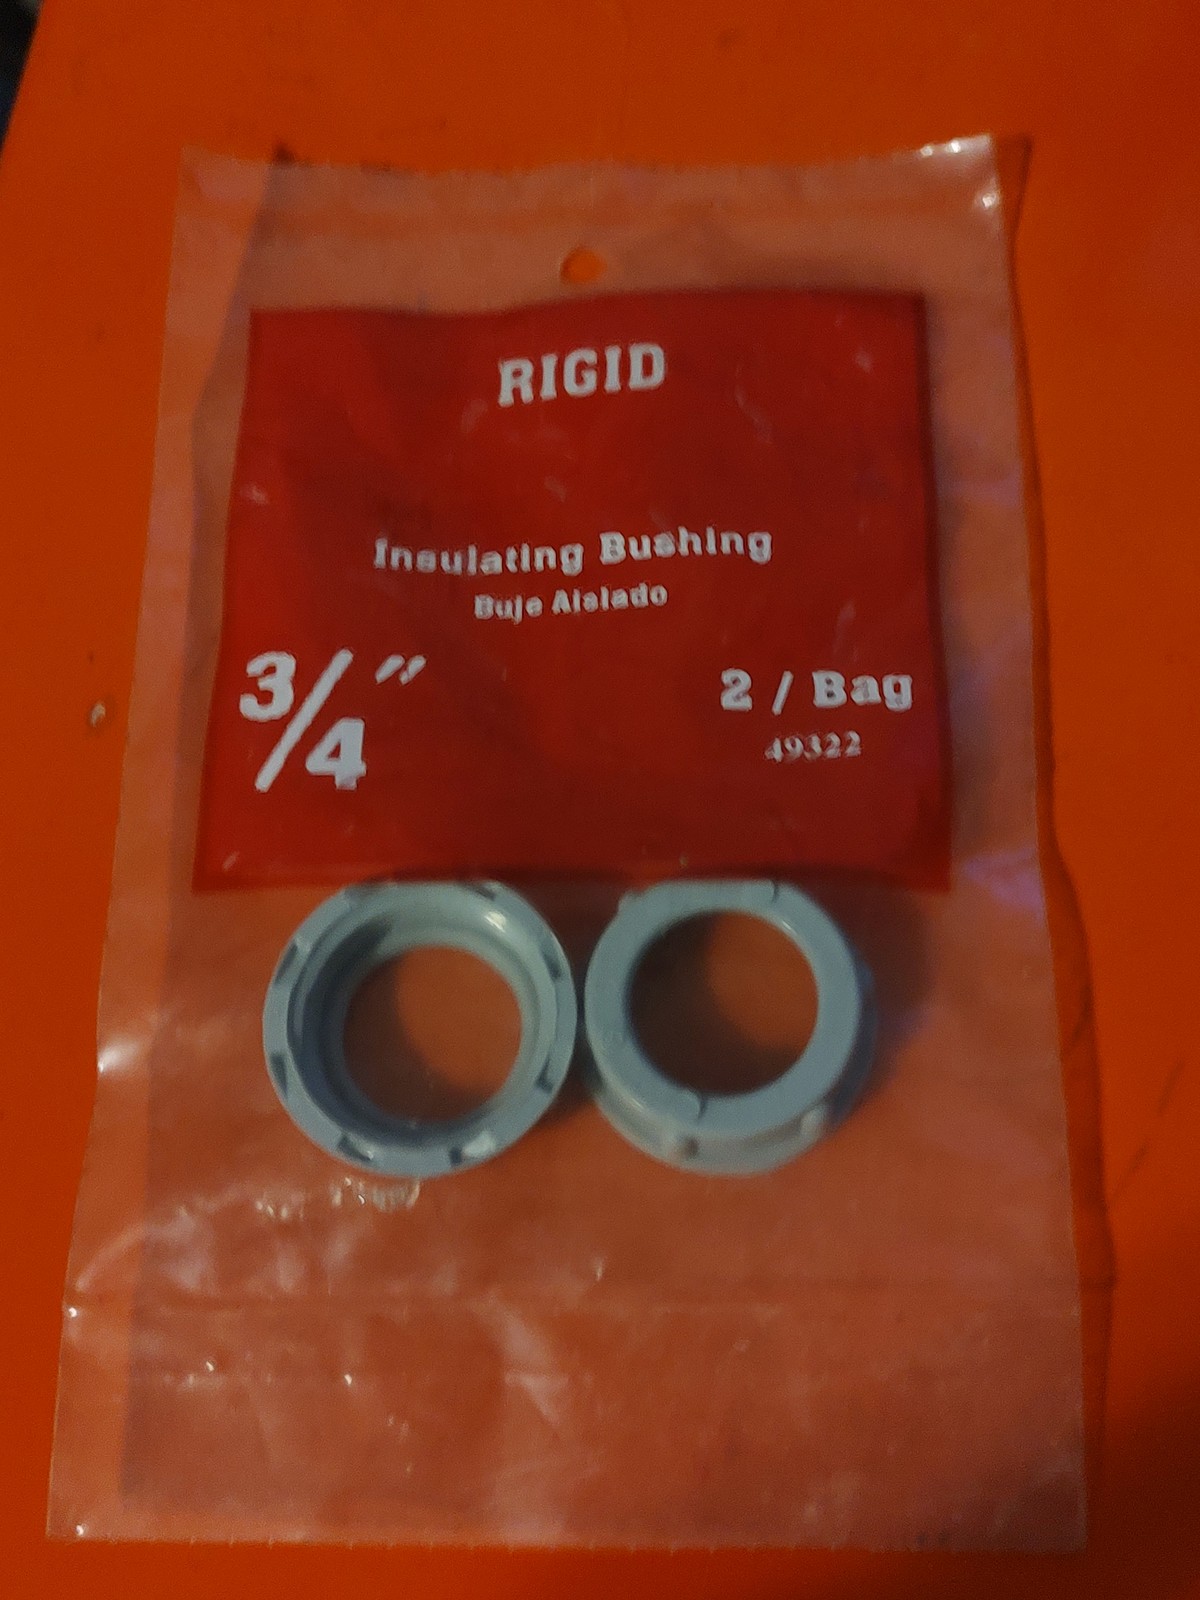 RIGID
Insulating Bushing
Buje Aislado
3/4"
2 / Bag
49322